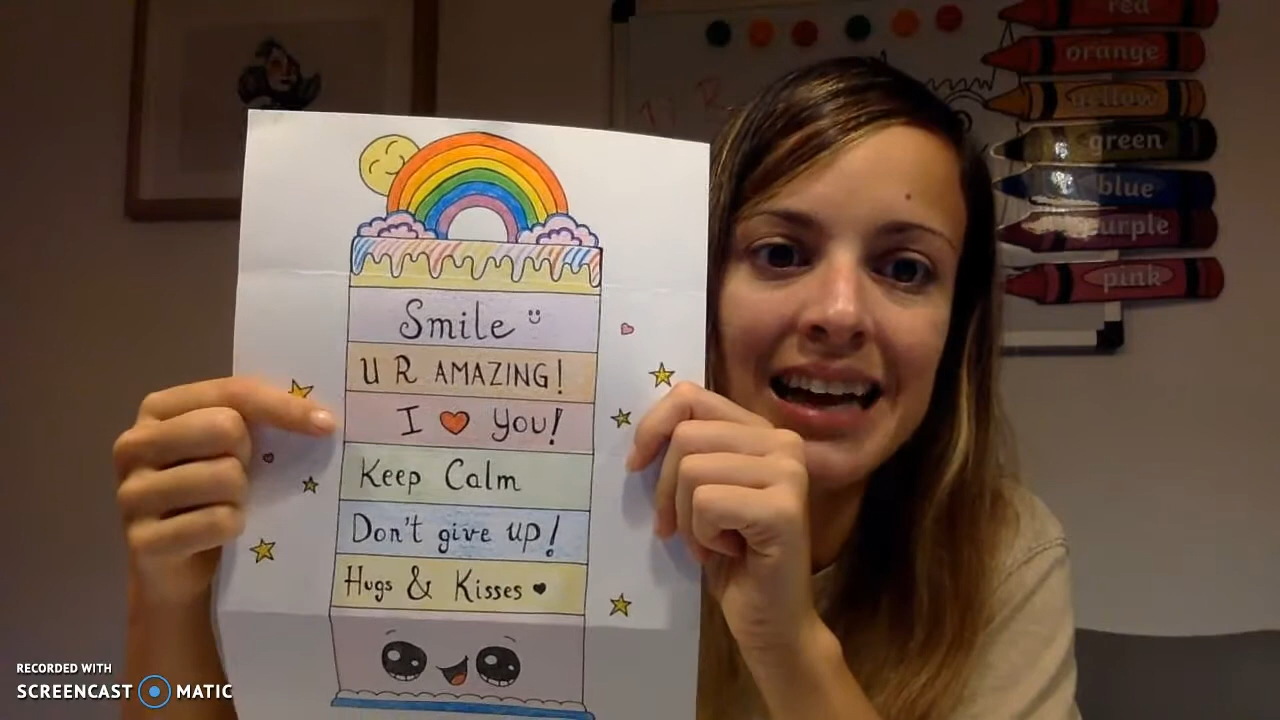 red
orange
yellow
green
blue
purple
pink
Smile
U R AMAZING!
I ♥ you!
Keep Calm
Don't give up!
Hugs & Kisses ♥
RECORDED WITH
SCREENCAST MATIC